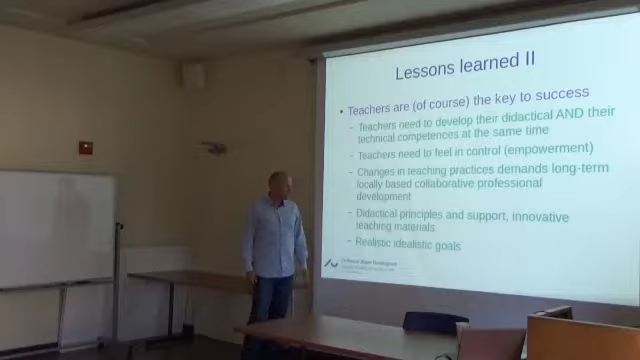 Lessons learned II
• Teachers are (of course) the key to success
- Teachers need to develop their didactical AND their
technical competences at the same time
- Teachers need to feel in control (empowerment)
- Changes in teaching practices demands long-term
locally based collaborative professional
development
- Didactical principles and support, innovative
teaching materials
- Realistic idealistic goals